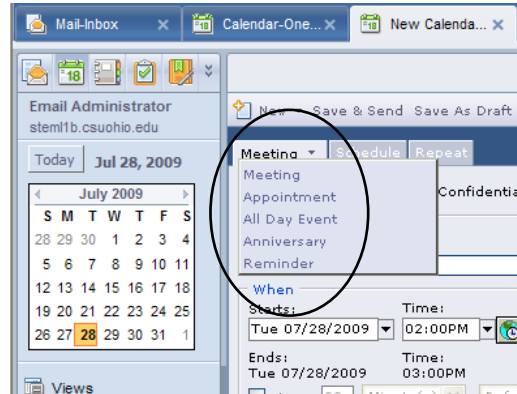 Mail-Inbox
Calendar-One...
New Calenda...
18
Email Administrator
steml1b.csuohio.edu
New Save & Send Save As Draft
Today Jul 28, 2009
Meeting Schedule Repeat
July 2009
S M T W T F S
28 29 30 1 2 3 4
5 6 7 8 9 10 11
12 13 14 15 16 17 18
19 20 21 22 23 24 25
26 27 28 29 30 31 1
Views
Meeting
Appointment
All Day Event
Anniversary
Reminder
Confidentia
When
Starts: Time:
Tue 07/28/2009 02:00PM
Ends: Time:
Tue 07/28/2009 03:00PM